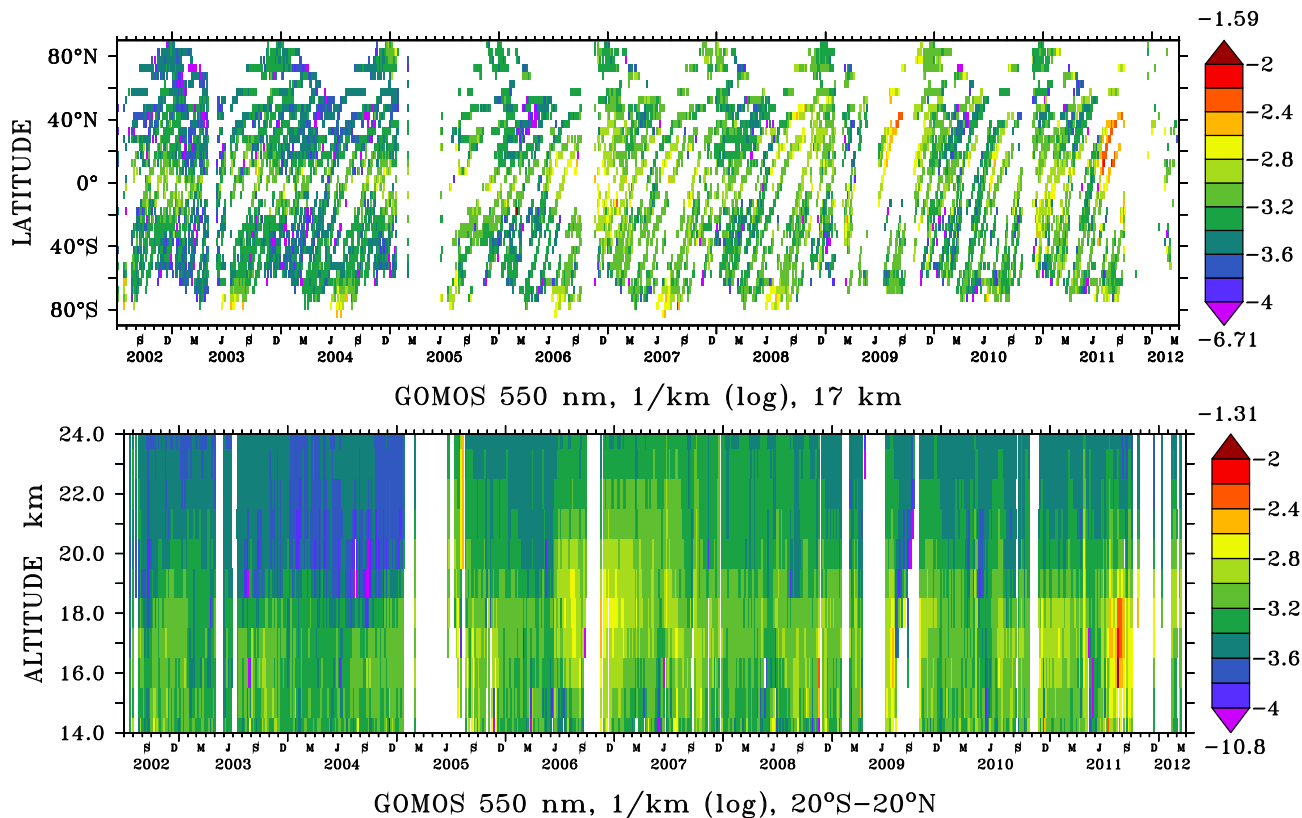 −1.59
80°N
40°N
0°
40°S
80°S
LATITUDE
−2
−2.4
−2.8
−3.2
−3.6
−4
−6.71
S D M J S D M J S D M J S D M J S D M J S D M J S D M J S D M J S D M J S D
2002 2003 2004 2005 2006 2007 2008 2009 2010 2011 2012
GOMOS 550 nm, 1/km (log), 17 km
−1.31
24.0
22.0
20.0
18.0
16.0
14.0
ALTITUDE km
−2
−2.4
−2.8
−3.2
−3.6
−4
−10.8
S D M J S D M J S D M J S D M J S D M J S D M J S D M J S D M J S D M J S D M
2002 2003 2004 2005 2006 2007 2008 2009 2010 2011 2012
GOMOS 550 nm, 1/km (log), 20°S−20°N